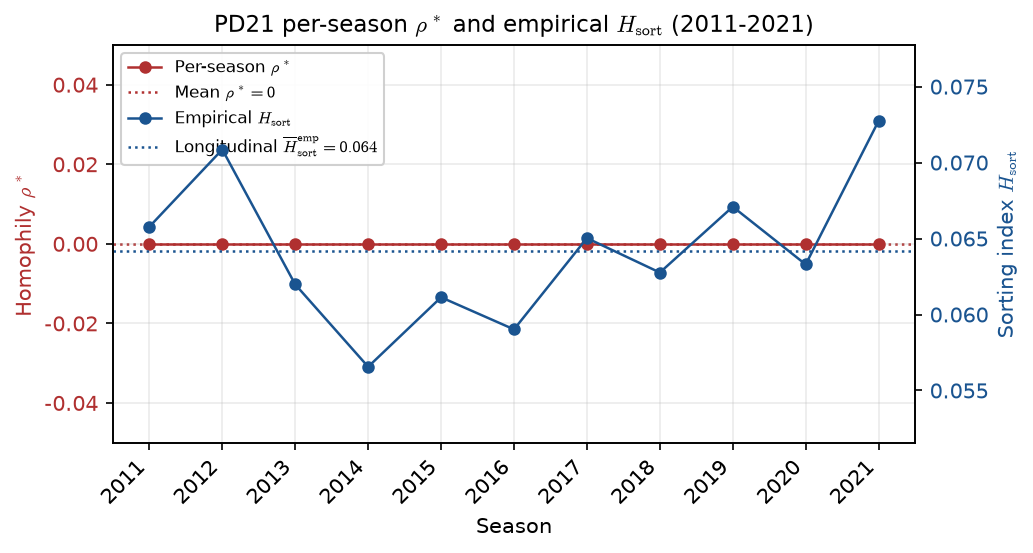 PD21 per-season ρ* and empirical H_sort (2011-2021)
Per-season ρ*
Mean ρ* = 0
Empirical H_sort
Longitudinal H̅_sort^emp = 0.064
Homophily ρ*
0.04
0.02
0.00
-0.02
-0.04
Sorting index H_sort
0.075
0.070
0.065
0.060
0.055
2011
2012
2013
2014
2015
2016
2017
2018
2019
2020
2021
Season